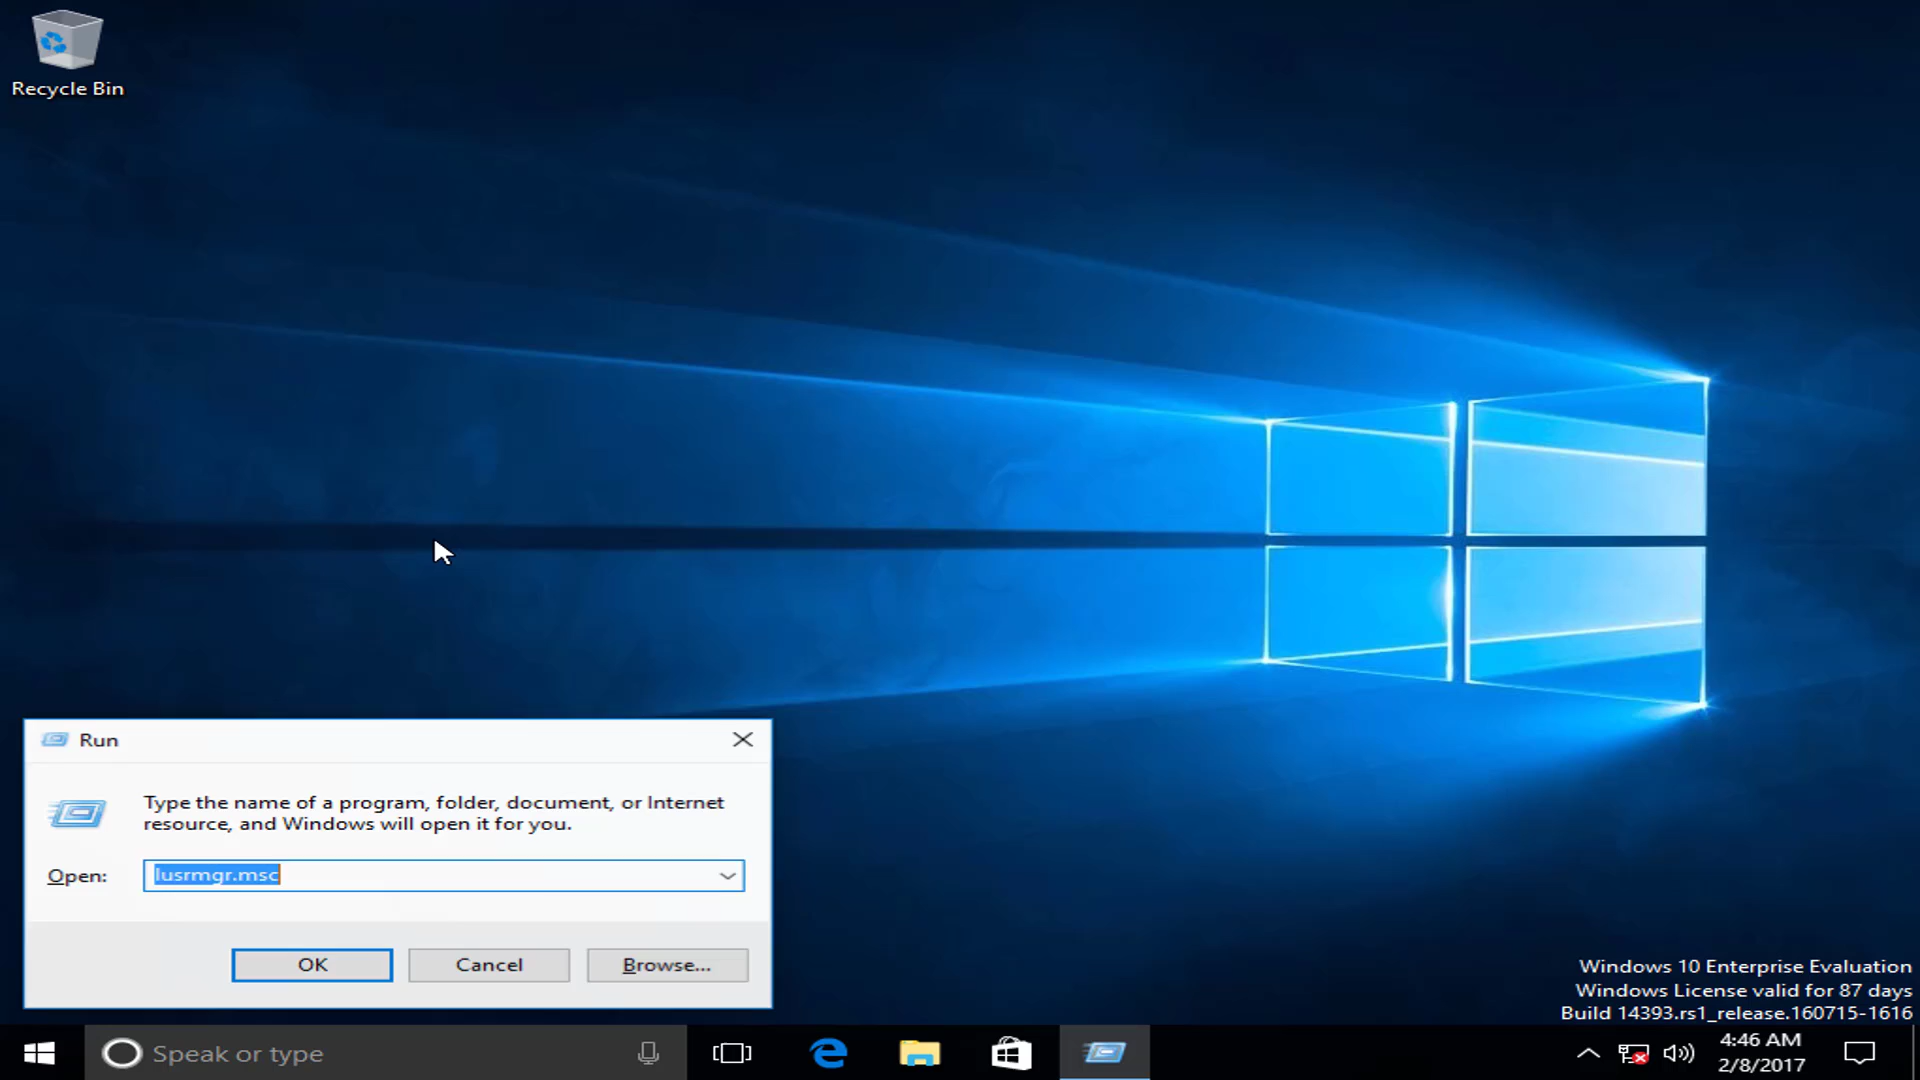 Recycle Bin
Run
Type the name of a program, folder, document, or Internet
resource, and Windows will open it for you.
Open:
lusrmgr.msc
OK
Cancel
Browse...
Windows 10 Enterprise Evaluation
Windows License valid for 87 days
Build 14393.rs1_release.160715-1616
Speak or type
4:46 AM
2/8/2017